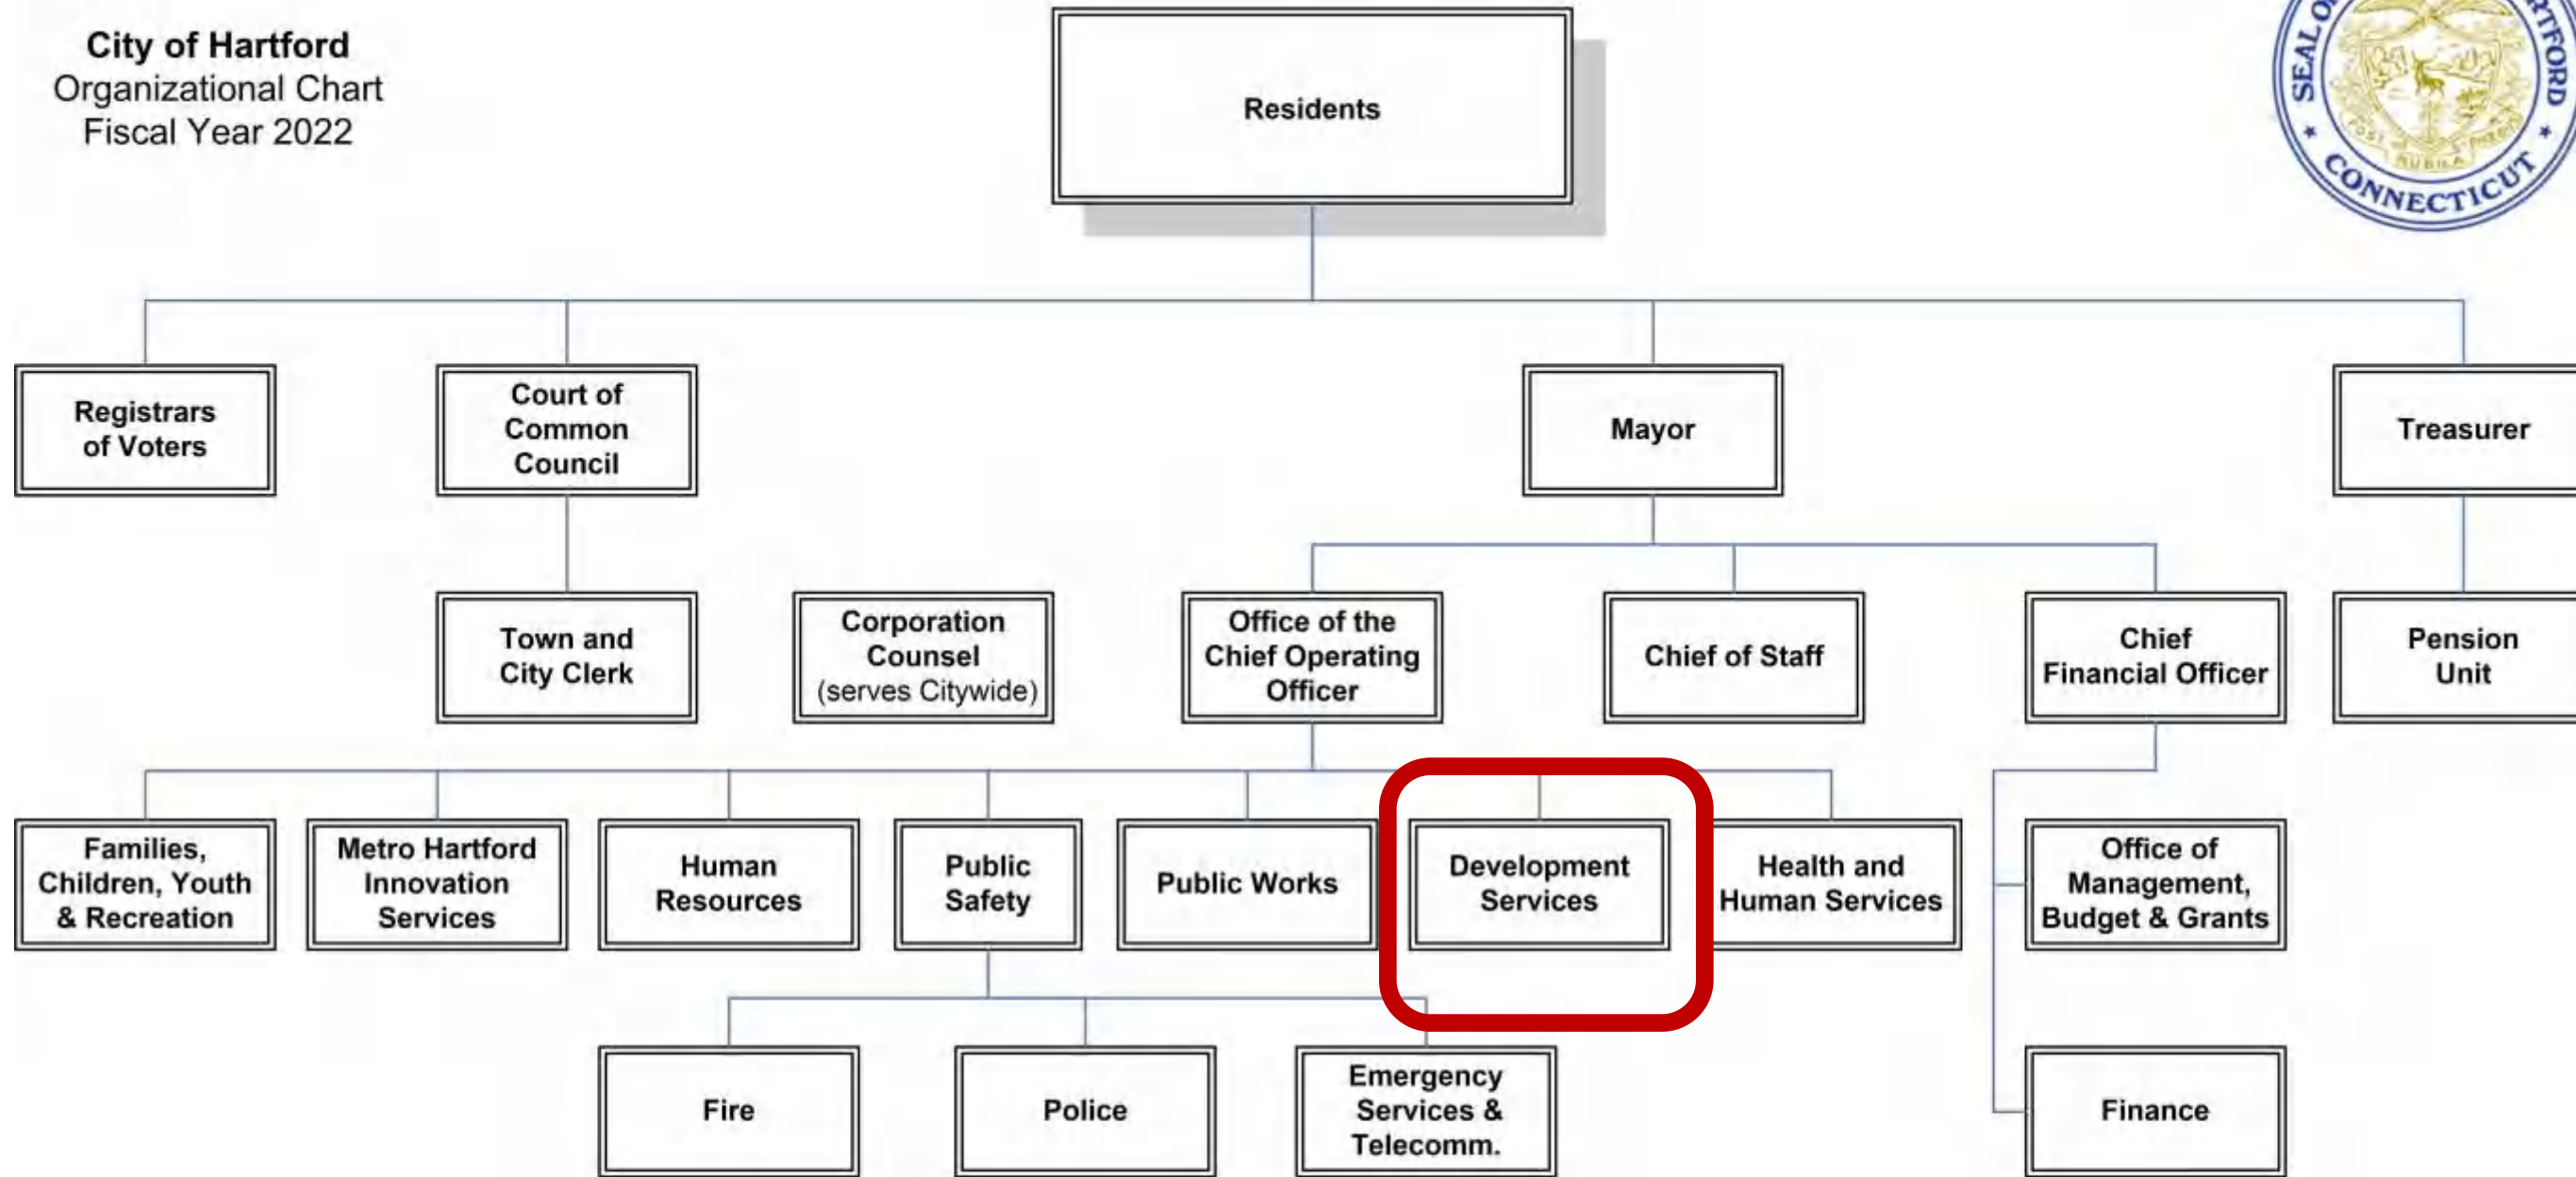 City of Hartford
Organizational Chart
Fiscal Year 2022
Residents
SEAL O
RTFORD
CONNECTICUT
POST
NUBILA
Registrars
of Voters
Court of
Common
Council
Mayor
Treasurer
Town and
City Clerk
Corporation
Counsel
(serves Citywide)
Office of the
Chief Operating
Officer
Chief of Staff
Chief
Financial Officer
Pension
Unit
Families,
Children, Youth
& Recreation
Metro Hartford
Innovation
Services
Human
Resources
Public
Safety
Public Works
Development
Services
Health and
Human Services
Office of
Management,
Budget & Grants
Fire
Police
Emergency
Services &
Telecomm.
Finance